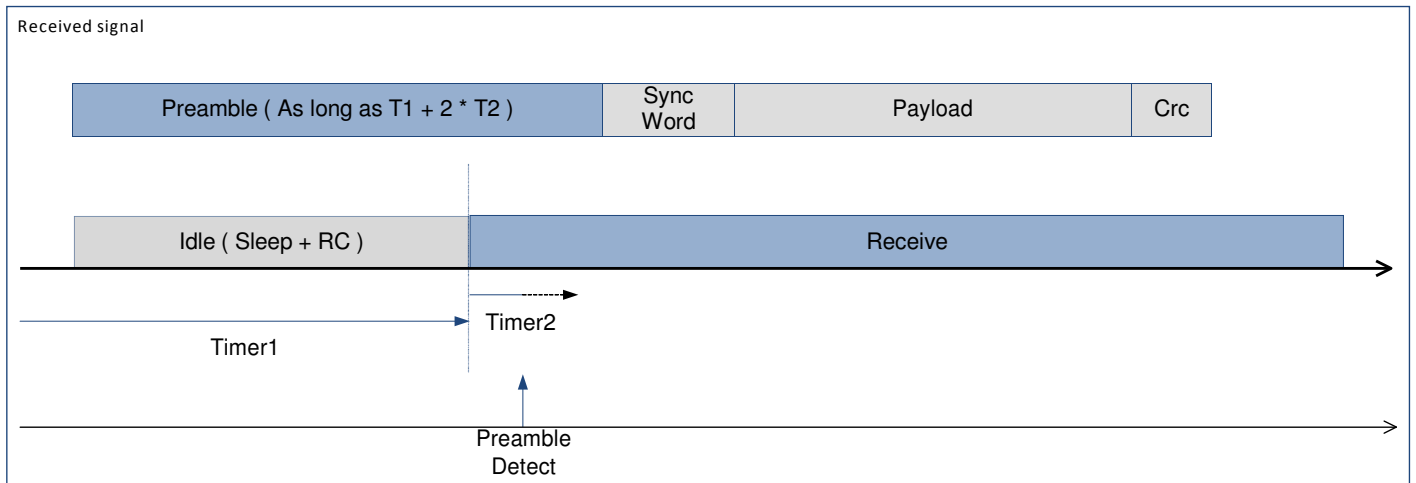 Received signal
Preamble ( As long as T1 + 2 * T2 )
Sync
Word
Payload
Crc
Idle ( Sleep + RC )
Receive
Timer2
Timer1
Preamble
Detect